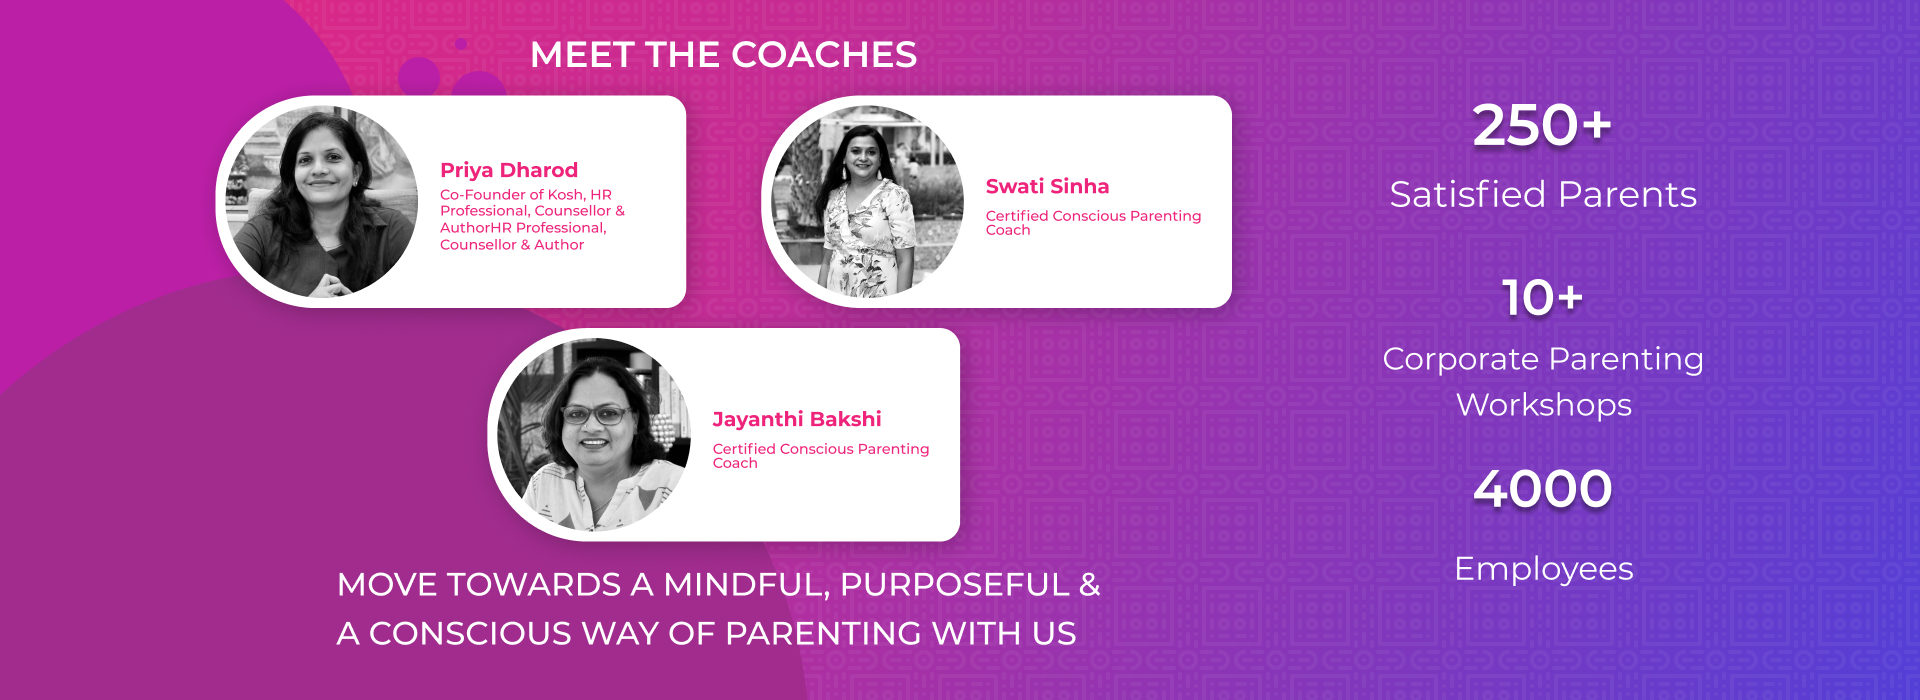 MEET THE COACHES
Priya Dharod
Co-Founder of Kosh, HR
Professional, Counsellor &
AuthorHR Professional,
Counsellor & Author
Swati Sinha
Certified Conscious Parenting
Coach
Jayanthi Bakshi
Certified Conscious Parenting
Coach
MOVE TOWARDS A MINDFUL, PURPOSEFUL &
A CONSCIOUS WAY OF PARENTING WITH US
250+
Satisfied Parents
10+
Corporate Parenting
Workshops
4000
Employees